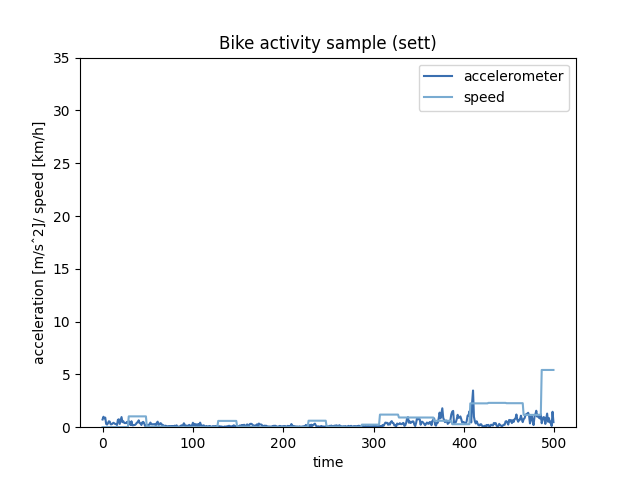 Bike activity sample (sett)
accelerometer
speed
acceleration [m/sˆ2]/ speed [km/h]
35
30
25
20
15
10
5
0
0 100 200 300 400 500
time